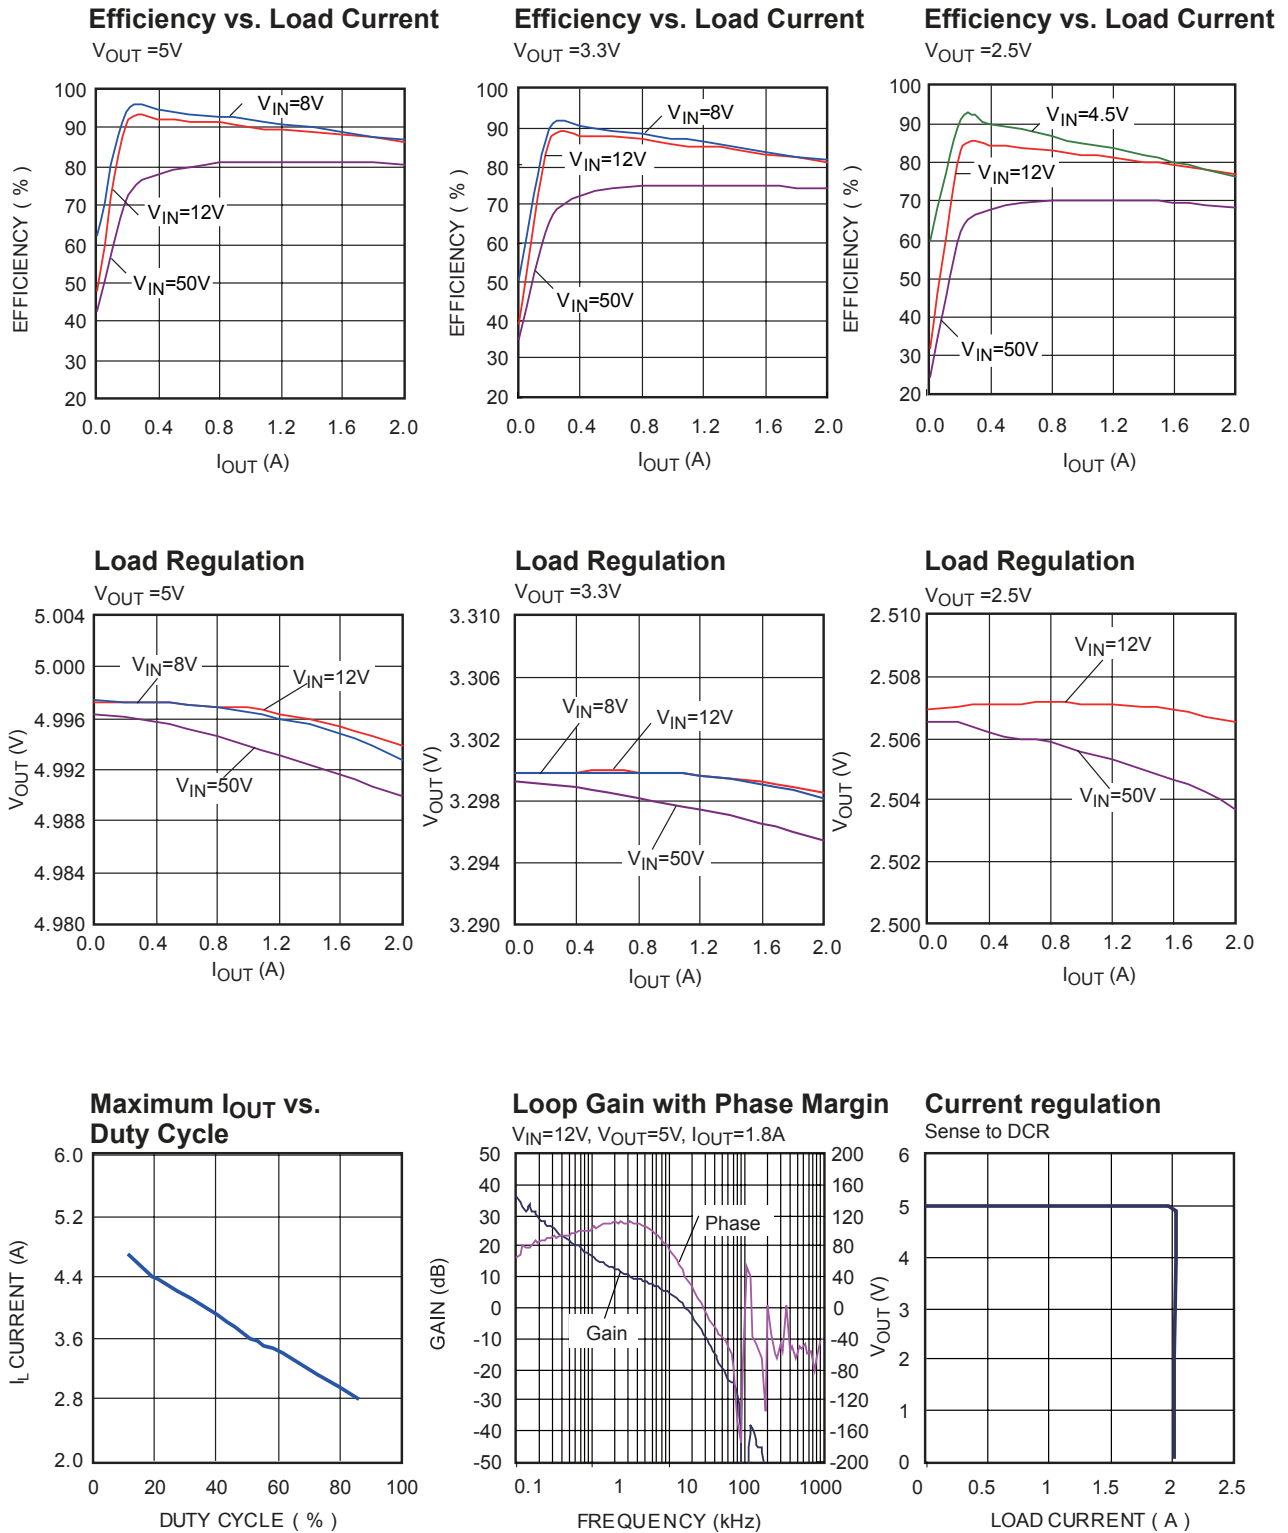 Efficiency vs. Load Current
VOUT =5V
EFFICIENCY ( % )
100
90
80
70
60
50
40
30
20
VIN=8V
VIN=12V
VIN=50V
0.0 0.4 0.8 1.2 1.6 2.0
IOUT (A)
Efficiency vs. Load Current
VOUT =3.3V
EFFICIENCY ( % )
100
90
80
70
60
50
40
30
20
VIN=8V
VIN=12V
VIN=50V
0.0 0.4 0.8 1.2 1.6 2.0
IOUT (A)
Efficiency vs. Load Current
VOUT =2.5V
EFFICIENCY ( % )
100
90
80
70
60
50
40
30
20
VIN=4.5V
VIN=12V
VIN=50V
0.0 0.4 0.8 1.2 1.6 2.0
IOUT (A)
Load Regulation
VOUT =5V
VOUT (V)
5.004
5.000
4.996
4.992
4.988
4.984
4.980
VIN=8V
VIN=12V
VIN=50V
0.0 0.4 0.8 1.2 1.6 2.0
IOUT (A)
Load Regulation
VOUT =3.3V
VOUT (V)
3.310
3.306
3.302
3.298
3.294
3.290
VIN=8V
VIN=12V
VIN=50V
0.0 0.4 0.8 1.2 1.6 2.0
IOUT (A)
Load Regulation
VOUT =2.5V
VOUT (V)
2.510
2.508
2.506
2.504
2.502
2.500
VIN=12V
VIN=50V
0.0 0.4 0.8 1.2 1.6 2.0
IOUT (A)
Maximum IOUT vs.
Duty Cycle
IL CURRENT (A)
6.0
5.2
4.4
3.6
2.8
2.0
0 20 40 60 80 100
DUTY CYCLE ( % )
Loop Gain with Phase Margin
VIN=12V, VOUT=5V, IOUT=1.8A
GAIN (dB)
50
40
30
20
10
0
-10
-20
-30
-40
-50
Phase
Gain
200
160
120
80
40
0
-40
-80
-120
-160
-200
0.1 1 10 100 1000
FREQUENCY (kHz)
Current regulation
Sense to DCR
VOUT (V)
6
5
4
3
2
1
0
0 0.5 1 1.5 2 2.5
LOAD CURRENT ( A )